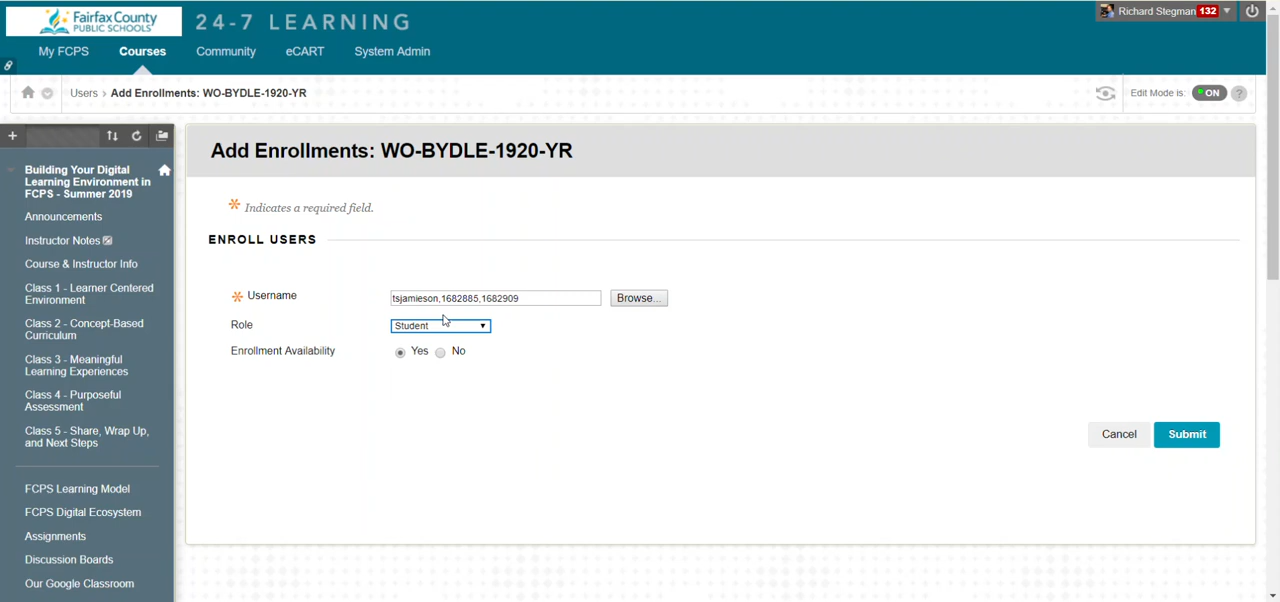 Fairfax County
PUBLIC SCHOOLS
24-7 LEARNING
Richard Stegman 132
My FCPS Courses Community eCART System Admin
Users > Add Enrollments: WO-BYDLE-1920-YR
Edit Mode is: ON ?
Building Your Digital
Learning Environment in
FCPS - Summer 2019
Announcements
Instructor Notes
Course & Instructor Info
Class 1 - Learner Centered
Environment
Class 2 - Concept-Based
Curriculum
Class 3 - Meaningful
Learning Experiences
Class 4 - Purposeful
Assessment
Class 5 - Share, Wrap Up,
and Next Steps
FCPS Learning Model
FCPS Digital Ecosystem
Assignments
Discussion Boards
Our Google Classroom
Add Enrollments: WO-BYDLE-1920-YR
* Indicates a required field.
ENROLL USERS
* Username tsjamieson,1682885,1682909 Browse...
Role Student
Enrollment Availability Yes No
Cancel Submit